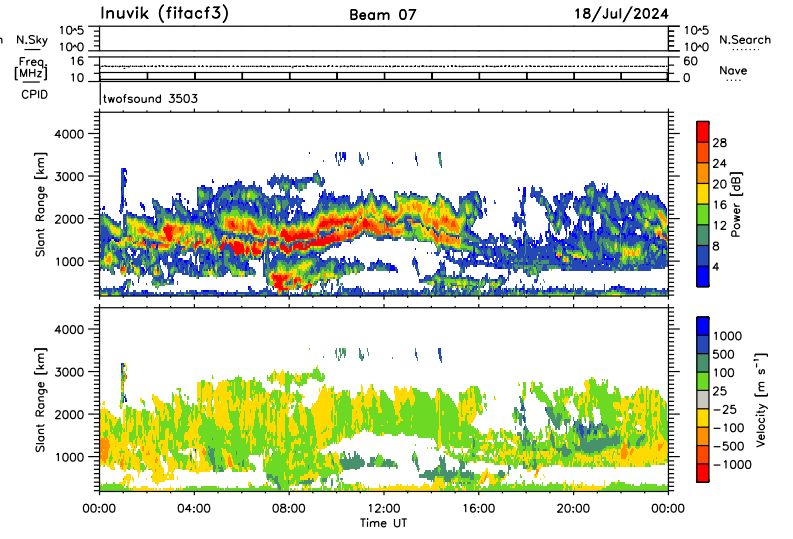 Inuvik (fitacf3) Beam 07 18/Jul/2024
n N.Sky 10^5 10^0 10^5 10^0 N.Search
Freq. [MHz] 16 10 60 0 Nave
CPID twofsound 3503
Slant Range [km]
4000
3000
2000
1000
28
24
20
16
12
8
4
Power [dB]
Slant Range [km]
4000
3000
2000
1000
1000
500
100
25
-25
-100
-500
-1000
Velocity [m s⁻¹]
00:00 04:00 08:00 12:00 16:00 20:00 00:00
Time UT